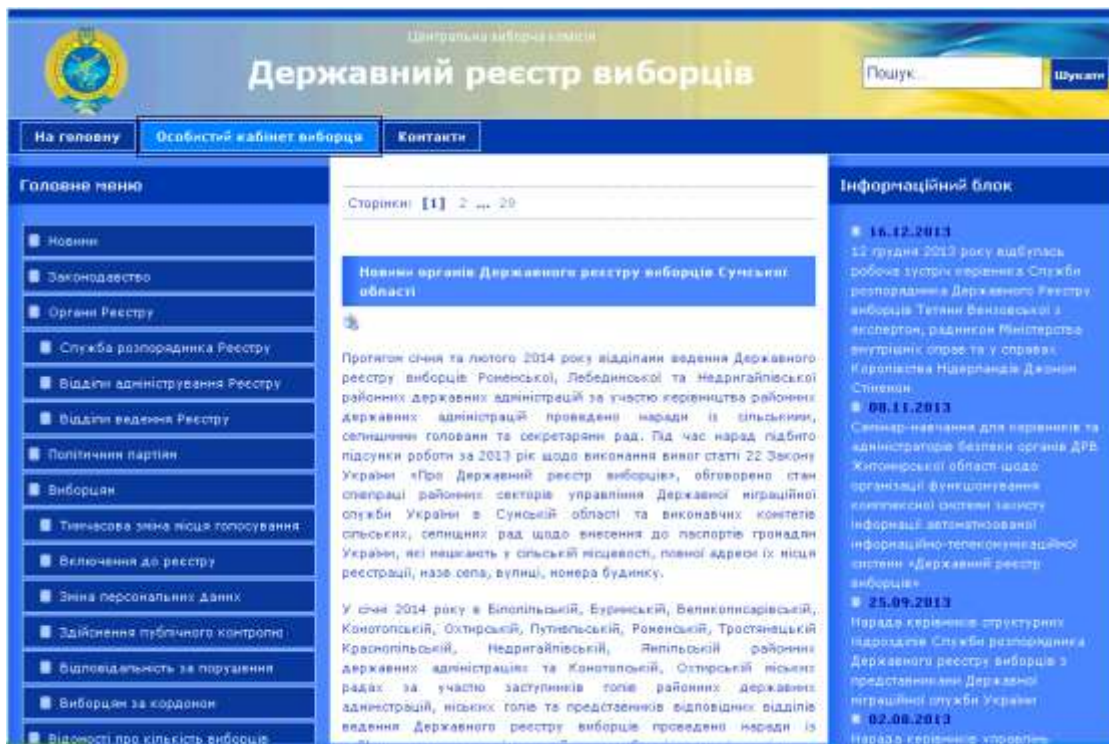 Центральна виборча комісія
Державний реєстр виборців
Пошук...
Шукати
На головну
Особистий кабінет виборця
Контакти
Головне меню
Новини
Законодавство
Органи Реєстру
Служба розпорядника Реєстру
Відділи адміністрування Реєстру
Відділи ведення Реєстру
Політичним партіям
Виборцям
Тимчасова зміна місця голосування
Включення до реєстру
Зміна персональних даних
Здійснення публічного контролю
Відповідальність за порушення
Виборцям за кордоном
Відомості про кількість виборців
Сторінки: [1] 2 ... 29
Новини органів Державного реєстру виборців Сумської
області
Протягом січня та лютого 2014 року відділами ведення Державного
реєстру виборців Роменської, Лебединської та Недригайлівської
районних державних адміністрацій за участю керівництва районних
державних адміністрацій проведено наради із сільськими,
селищними головами та секретарями рад. Під час нарад підбито
підсумки роботи за 2013 рік щодо виконання вимог статті 22 Закону
України «Про Державний реєстр виборців», обговорено стан
співпраці районних секторів управління Державної міграційної
служби України в Сумській області та виконавчих комітетів
сільських, селищних рад щодо внесення до паспортів громадян
України, які мешкають у сільській місцевості, повної адреси їх місця
реєстрації, назв села, вулиці, номера будинку.
У січні 2014 року в Білопільській, Буринській, Великописарівській,
Конотопській, Охтирській, Путивльській, Роменській, Тростянецькій
Краснопільській, Недригайлівській, Ямпільській районних
державних адміністраціях та Конотопській, Охтирській міських
радах за участю заступників голів районних державних
адміністрацій, міських голів та представників відповідних відділів
ведення Державного реєстру виборців проведено наради із
Інформаційний блок
16.12.2013
12 грудня 2013 року відбулась
робоча зустріч керівника Служби
розпорядника Державного Реєстру
виборців Тетяни Вензовської з
експертом, радником Міністерства
внутрішніх справ та у справах
Королівства Нідерландів Джоном
Стіненом
08.11.2013
Семінар-навчання для керівників та
адміністраторів безпеки органів ДРВ
Житомирської області щодо
організації функціонування
комплексної системи захисту
інформації автоматизованої
інформаційно-телекомунікаційної
системи «Державний реєстр
виборців»
25.09.2013
Нарада керівників структурних
підрозділів Служби розпорядника
Державного реєстру виборців з
представниками Державної
міграційної служби України
02.08.2013
Нарада керівників управлінь